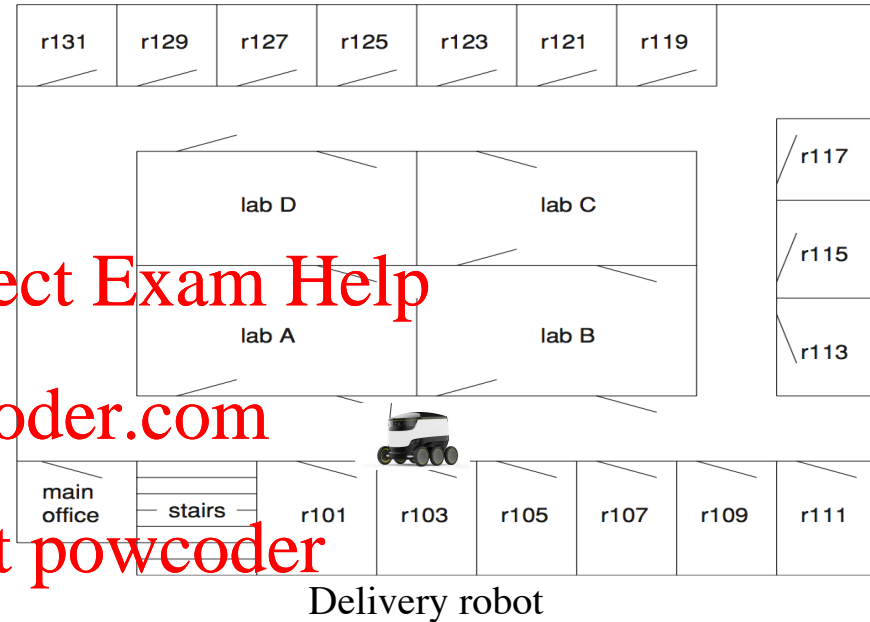 r131 r129 r127 r125 r123 r121 r119
r117
lab D lab C
r115
ect Exam Help
lab A lab B
r113
oder.com
main
office
stairs r101 r103 r105 r107 r109 r111
t powcoder
Delivery robot